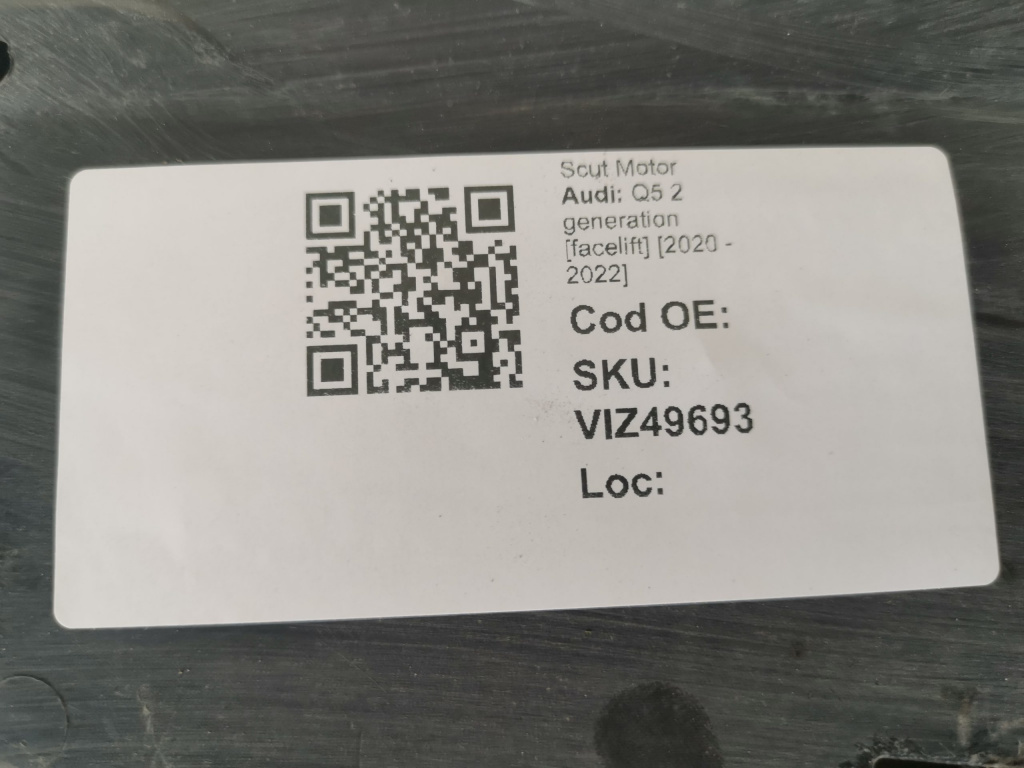 Scut Motor
Audi: Q5 2
generation
[facelift] [2020 -
2022]
Cod OE:
SKU:
VIZ49693
Loc: